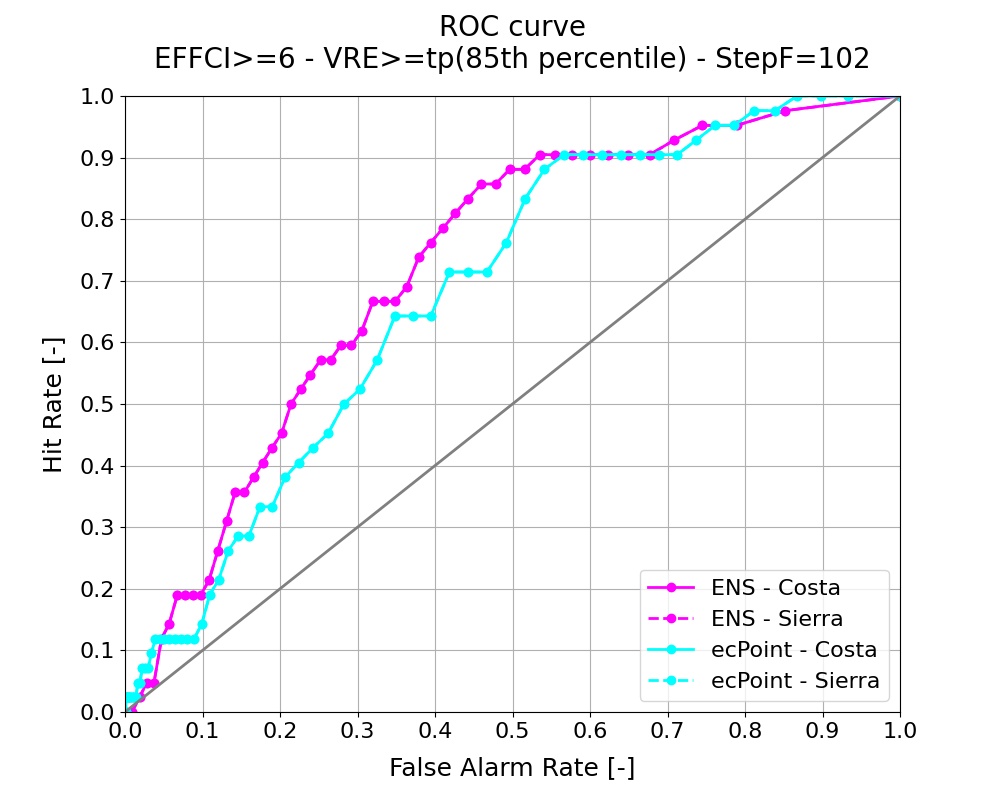 ROC curve
EFFCI>=6 - VRE>=tp(85th percentile) - StepF=102
1.0
0.9
0.8
0.7
0.6
0.5
0.4
0.3
0.2
0.1
0.0
Hit Rate [-]
ENS - Costa
ENS - Sierra
ecPoint - Costa
ecPoint - Sierra
0.0 0.1 0.2 0.3 0.4 0.5 0.6 0.7 0.8 0.9 1.0
False Alarm Rate [-]